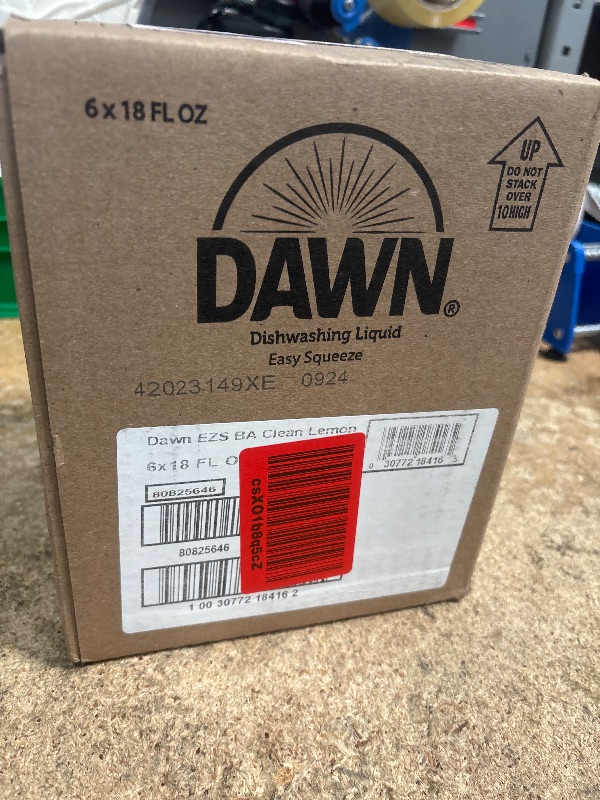 6 x 18 FL OZ
UP
DO NOT
STACK
OVER
10 HIGH
DAWN®
Dishwashing Liquid
Easy Squeeze
42023149XE 0924
Dawn EZS BA Clean Lemon
6x18 FL O
0 30772 18416
80825646
80825646
1 00 30772 18416 2
csXO1b8q5cZ